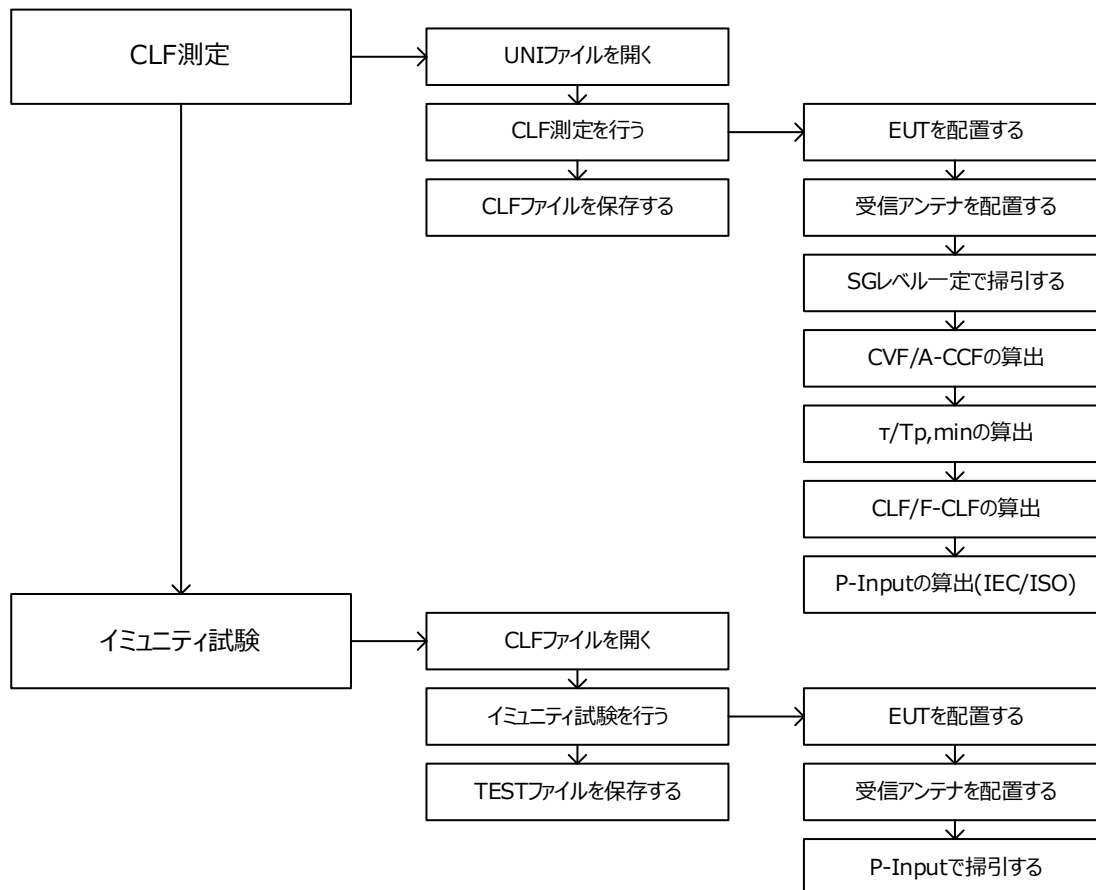 CLF測定
UNIファイルを開く
CLF測定を行う
CLFファイルを保存する
EUTを配置する
受信アンテナを配置する
SGレベル一定で掃引する
CVF/A-CCFの算出
τ/Tp,minの算出
CLF/F-CLFの算出
P-Inputの算出(IEC/ISO)
イミュニティ試験
CLFファイルを開く
イミュニティ試験を行う
TESTファイルを保存する
EUTを配置する
受信アンテナを配置する
P-Inputで掃引する